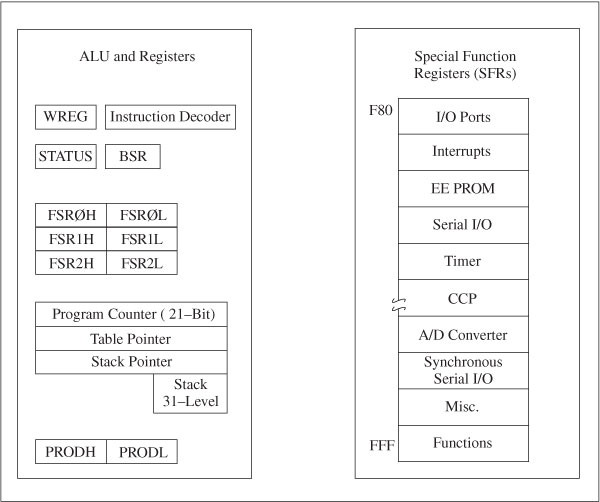 ALU and Registers
WREG
Instruction Decoder
STATUS
BSR
FSRØH
FSRØL
FSR1H
FSR1L
FSR2H
FSR2L
Program Counter ( 21–Bit)
Table Pointer
Stack Pointer
Stack
31–Level
PRODH
PRODL
Special Function
Registers (SFRs)
F80
I/O Ports
Interrupts
EE PROM
Serial I/O
Timer
CCP
A/D Converter
Synchronous
Serial I/O
Misc.
FFF
Functions